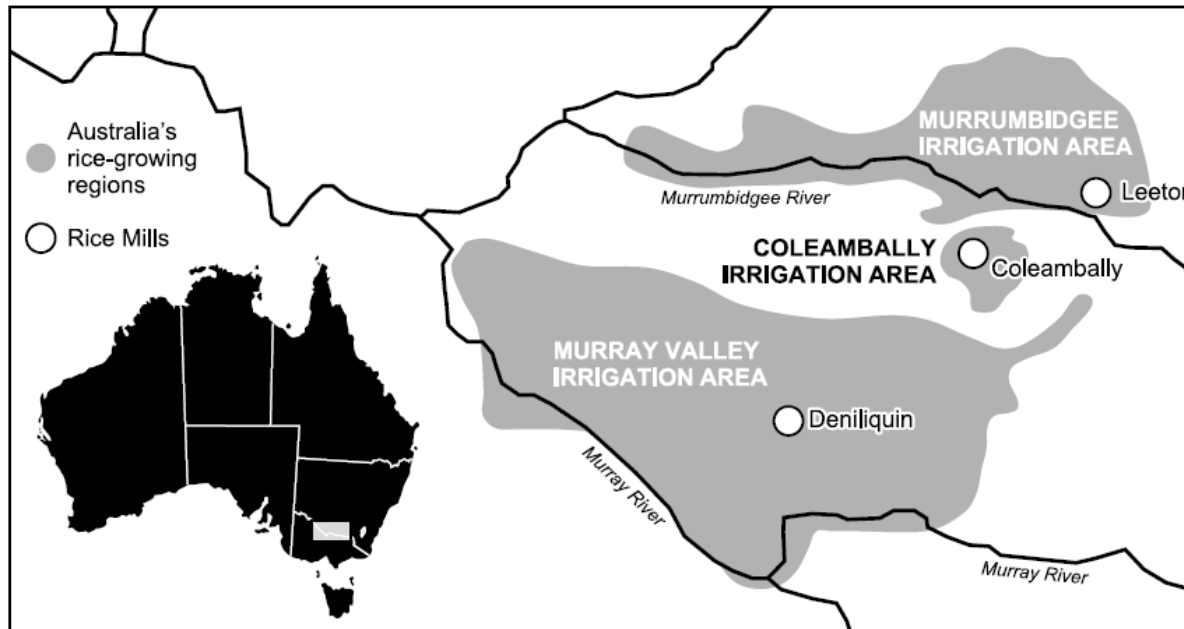 Australia's
rice-growing
regions
Rice Mills
MURRUMBIDGEE
IRRIGATION AREA
Leeton
Murrumbidgee River
COLEAMBALLY
IRRIGATION AREA
Coleambally
MURRAY VALLEY
IRRIGATION AREA
Deniliquin
Murray River
Murray River